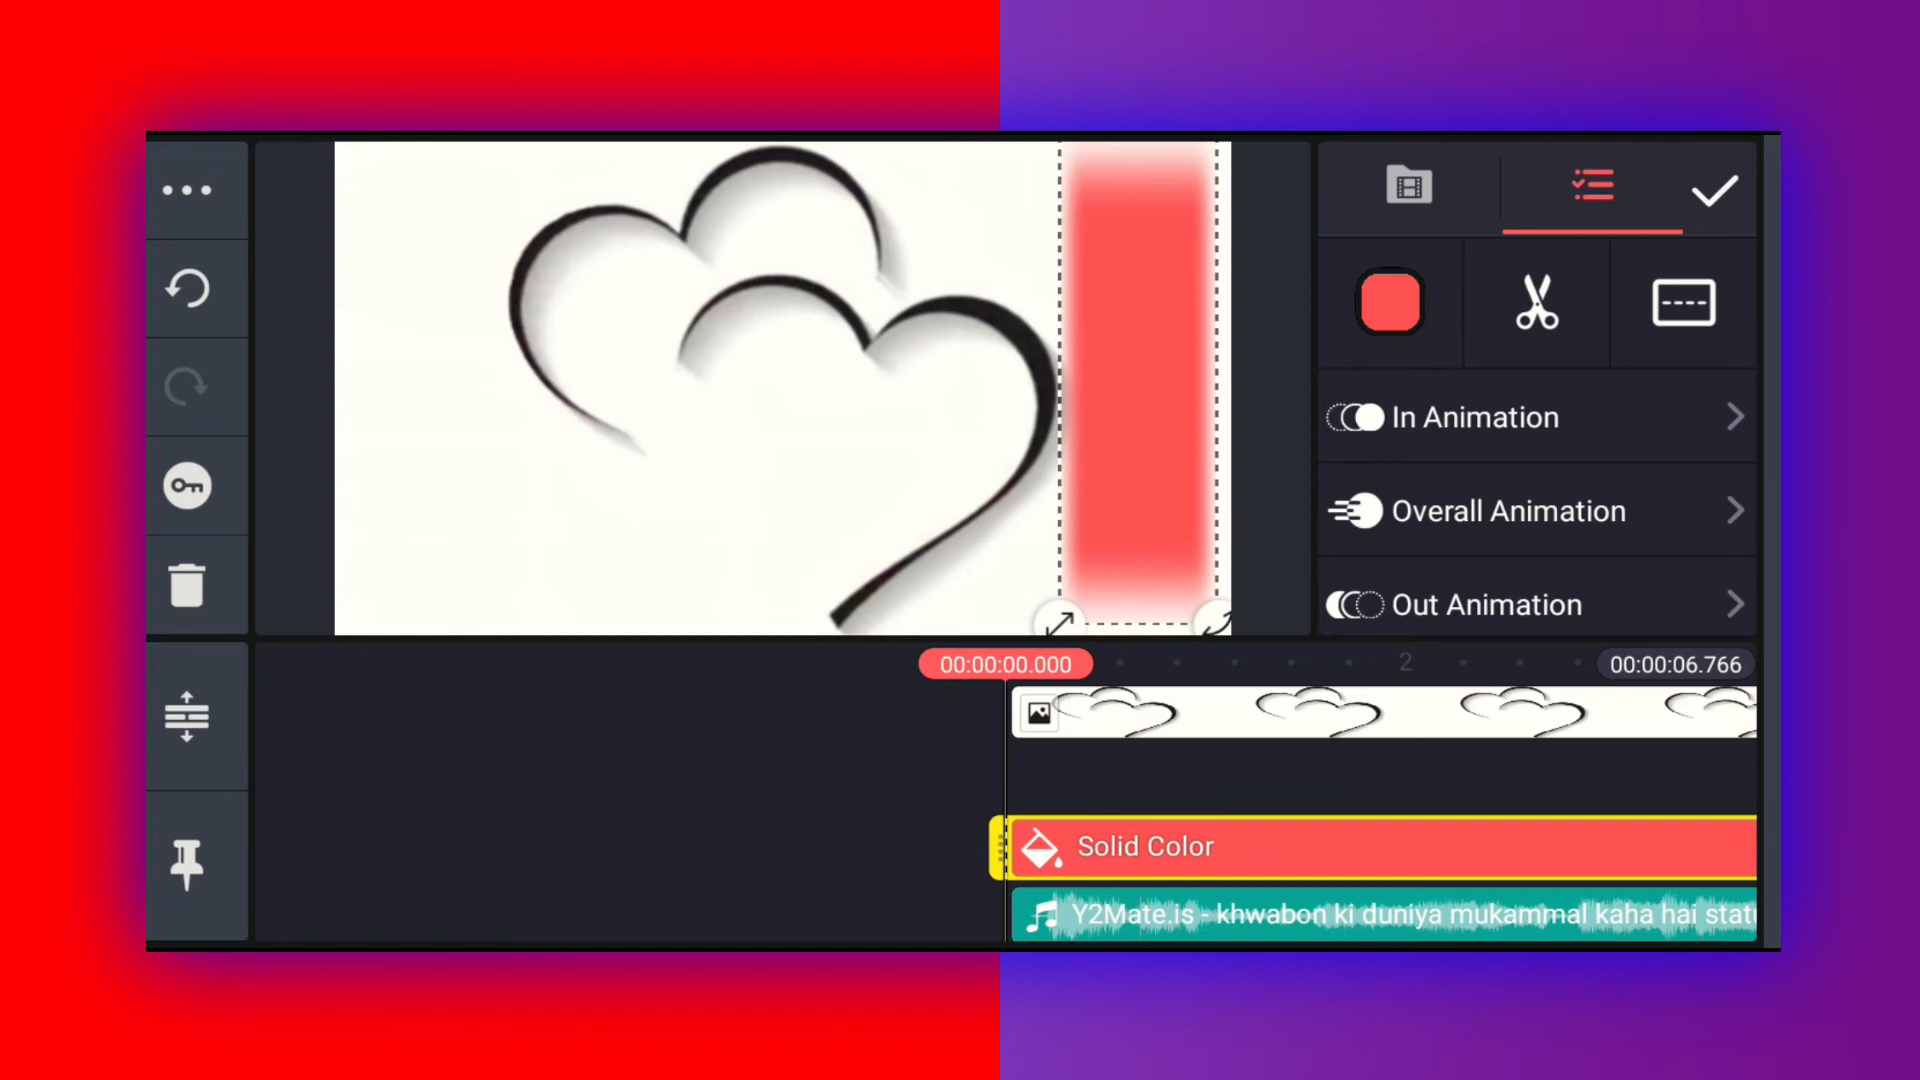 In Animation
Overall Animation
Out Animation
00:00:00.000
2
00:00:06.766
Solid Color
Y2Mate.is - khwabon ki duniya mukammal kaha hai statu